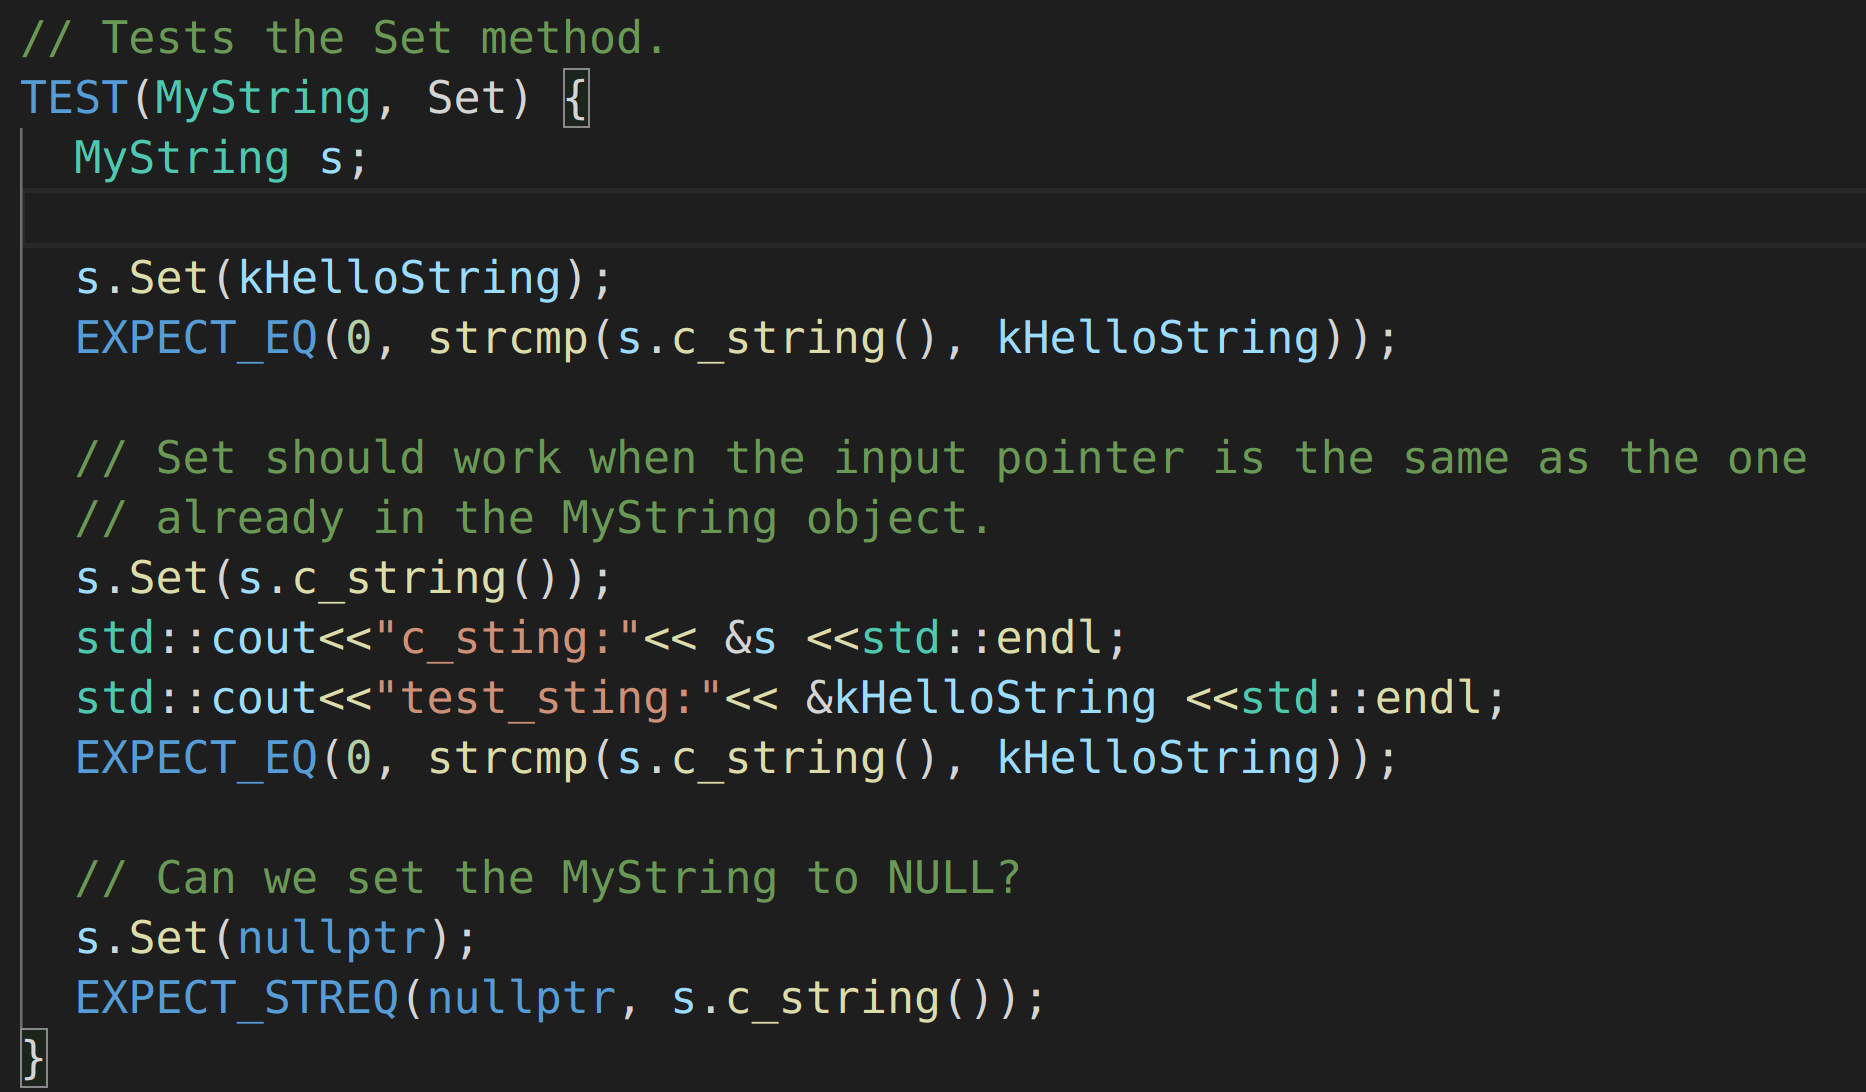 // Tests the Set method.
TEST(MyString, Set) {
  MyString s;

  s.Set(kHelloString);
  EXPECT_EQ(0, strcmp(s.c_string(), kHelloString));

  // Set should work when the input pointer is the same as the one
  // already in the MyString object.
  s.Set(s.c_string());
  std::cout<<"c_sting:"<< &s <<std::endl;
  std::cout<<"test_sting:"<< &kHelloString <<std::endl;
  EXPECT_EQ(0, strcmp(s.c_string(), kHelloString));

  // Can we set the MyString to NULL?
  s.Set(nullptr);
  EXPECT_STREQ(nullptr, s.c_string());
}